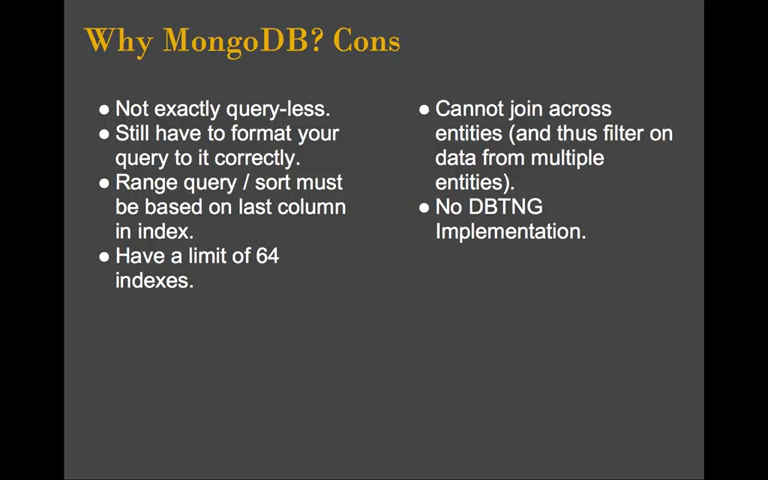 Why MongoDB? Cons
● Not exactly query-less.
● Still have to format your
query to it correctly.
● Range query / sort must
be based on last column
in index.
● Have a limit of 64
indexes.
● Cannot join across
entities (and thus filter on
data from multiple
entities).
● No DBTNG
Implementation.